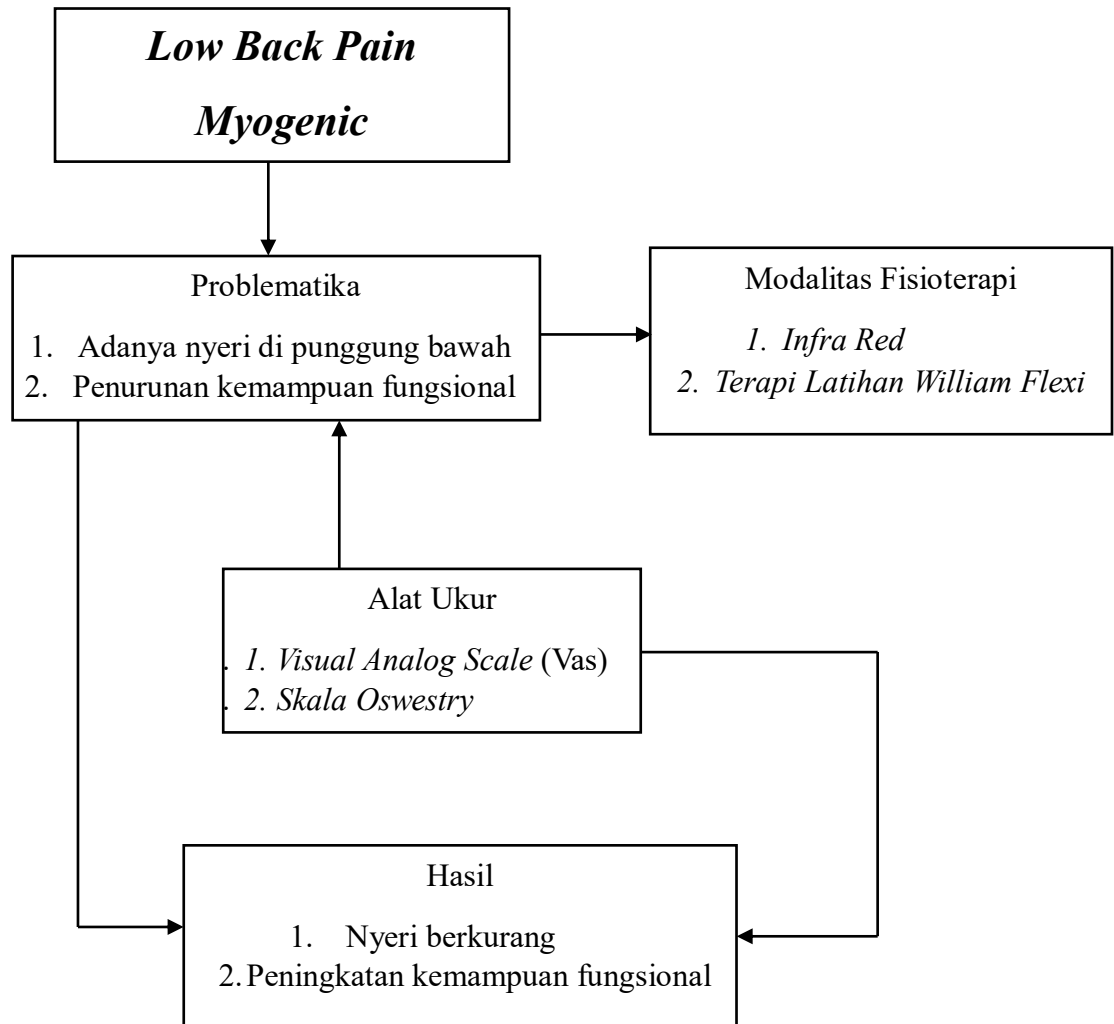 Low Back Pain
Myogenic
Problematika
1. Adanya nyeri di punggung bawah
2. Penurunan kemampuan fungsional
Modalitas Fisioterapi
1. Infra Red
2. Terapi Latihan William Flexi
Alat Ukur
. 1. Visual Analog Scale (Vas)
. 2. Skala Oswestry
Hasil
1. Nyeri berkurang
2. Peningkatan kemampuan fungsional